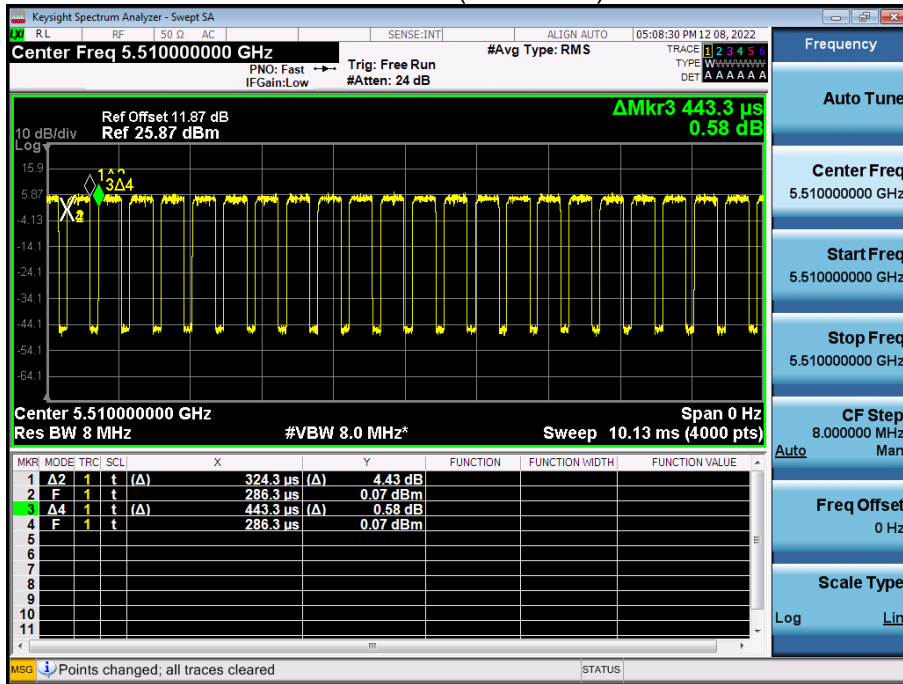 Keysight Spectrum Analyzer - Swept SA
LXI RL RF 50 Ω AC SENSE:INT ALIGN AUTO 05:08:30 PM 12 08, 2022
Center Freq 5.510000000 GHz
PNO: Fast
IFGain:Low
Trig: Free Run
#Atten: 24 dB
#Avg Type: RMS
TRACE 1 2 3 4 5 6
TYPE WWWWWW
DET A A A A A A
ΔMkr3 443.3 µs
0.58 dB
Ref Offset 11.87 dB
10 dB/div Ref 25.87 dBm
Log
15.9
5.87
-4.13
-14.1
-24.1
-34.1
-44.1
-54.1
-64.1
3Δ4
Center 5.510000000 GHz Span 0 Hz
Res BW 8 MHz #VBW 8.0 MHz* Sweep 10.13 ms (4000 pts)
MKR MODE TRC SCL X Y FUNCTION FUNCTION WIDTH FUNCTION VALUE
1 Δ2 1 t (Δ) 324.3 µs (Δ) 4.43 dB
2 F 1 t 286.3 µs 0.07 dBm
3 Δ4 1 t (Δ) 443.3 µs (Δ) 0.58 dB
4 F 1 t 286.3 µs 0.07 dBm
5
6
7
8
9
10
11
MSG Points changed; all traces cleared STATUS
Frequency
Auto Tune
Center Freq
5.510000000 GHz
Start Freq
5.510000000 GHz
Stop Freq
5.510000000 GHz
CF Step
8.000000 MHz
Auto Man
Freq Offset
0 Hz
Scale Type
Log Lin